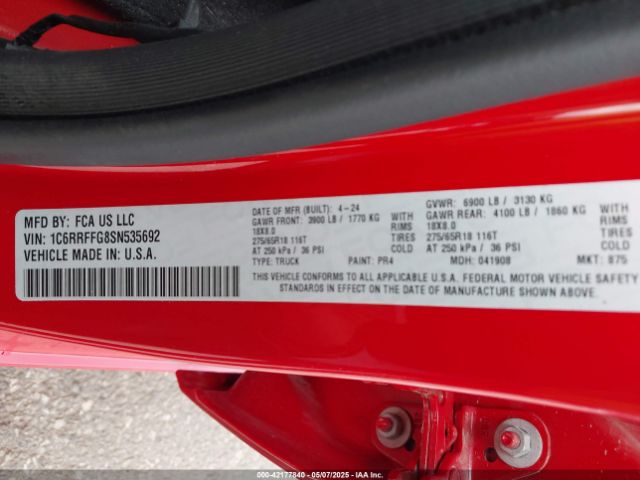 MFD BY: FCA US LLC
VIN: 1C6RRFFG8SN535692
VEHICLE MADE IN: U.S.A.
DATE OF MFR (BUILT): 4-24
GAWR FRONT: 3900 LB / 1770 KG WITH
18X8.0 RIMS
275/65R18 116T TIRES
AT 250 kPa / 36 PSI COLD
TYPE: TRUCK PAINT: PR4
GVWR: 6900 LB / 3130 KG
GAWR REAR: 4100 LB / 1860 KG WITH
18X8.0 RIMS
275/65R18 116T TIRES
AT 250 kPa / 36 PSI COLD
MDH: 041908 MKT: 875
THIS VEHICLE CONFORMS TO ALL APPLICABLE U.S.A. FEDERAL MOTOR VEHICLE SAFETY
STANDARDS IN EFFECT ON THE DATE OF MANUFACTURE SHOWN ABOVE.
000-42177840 - 05/07/2025 - IAA Inc.